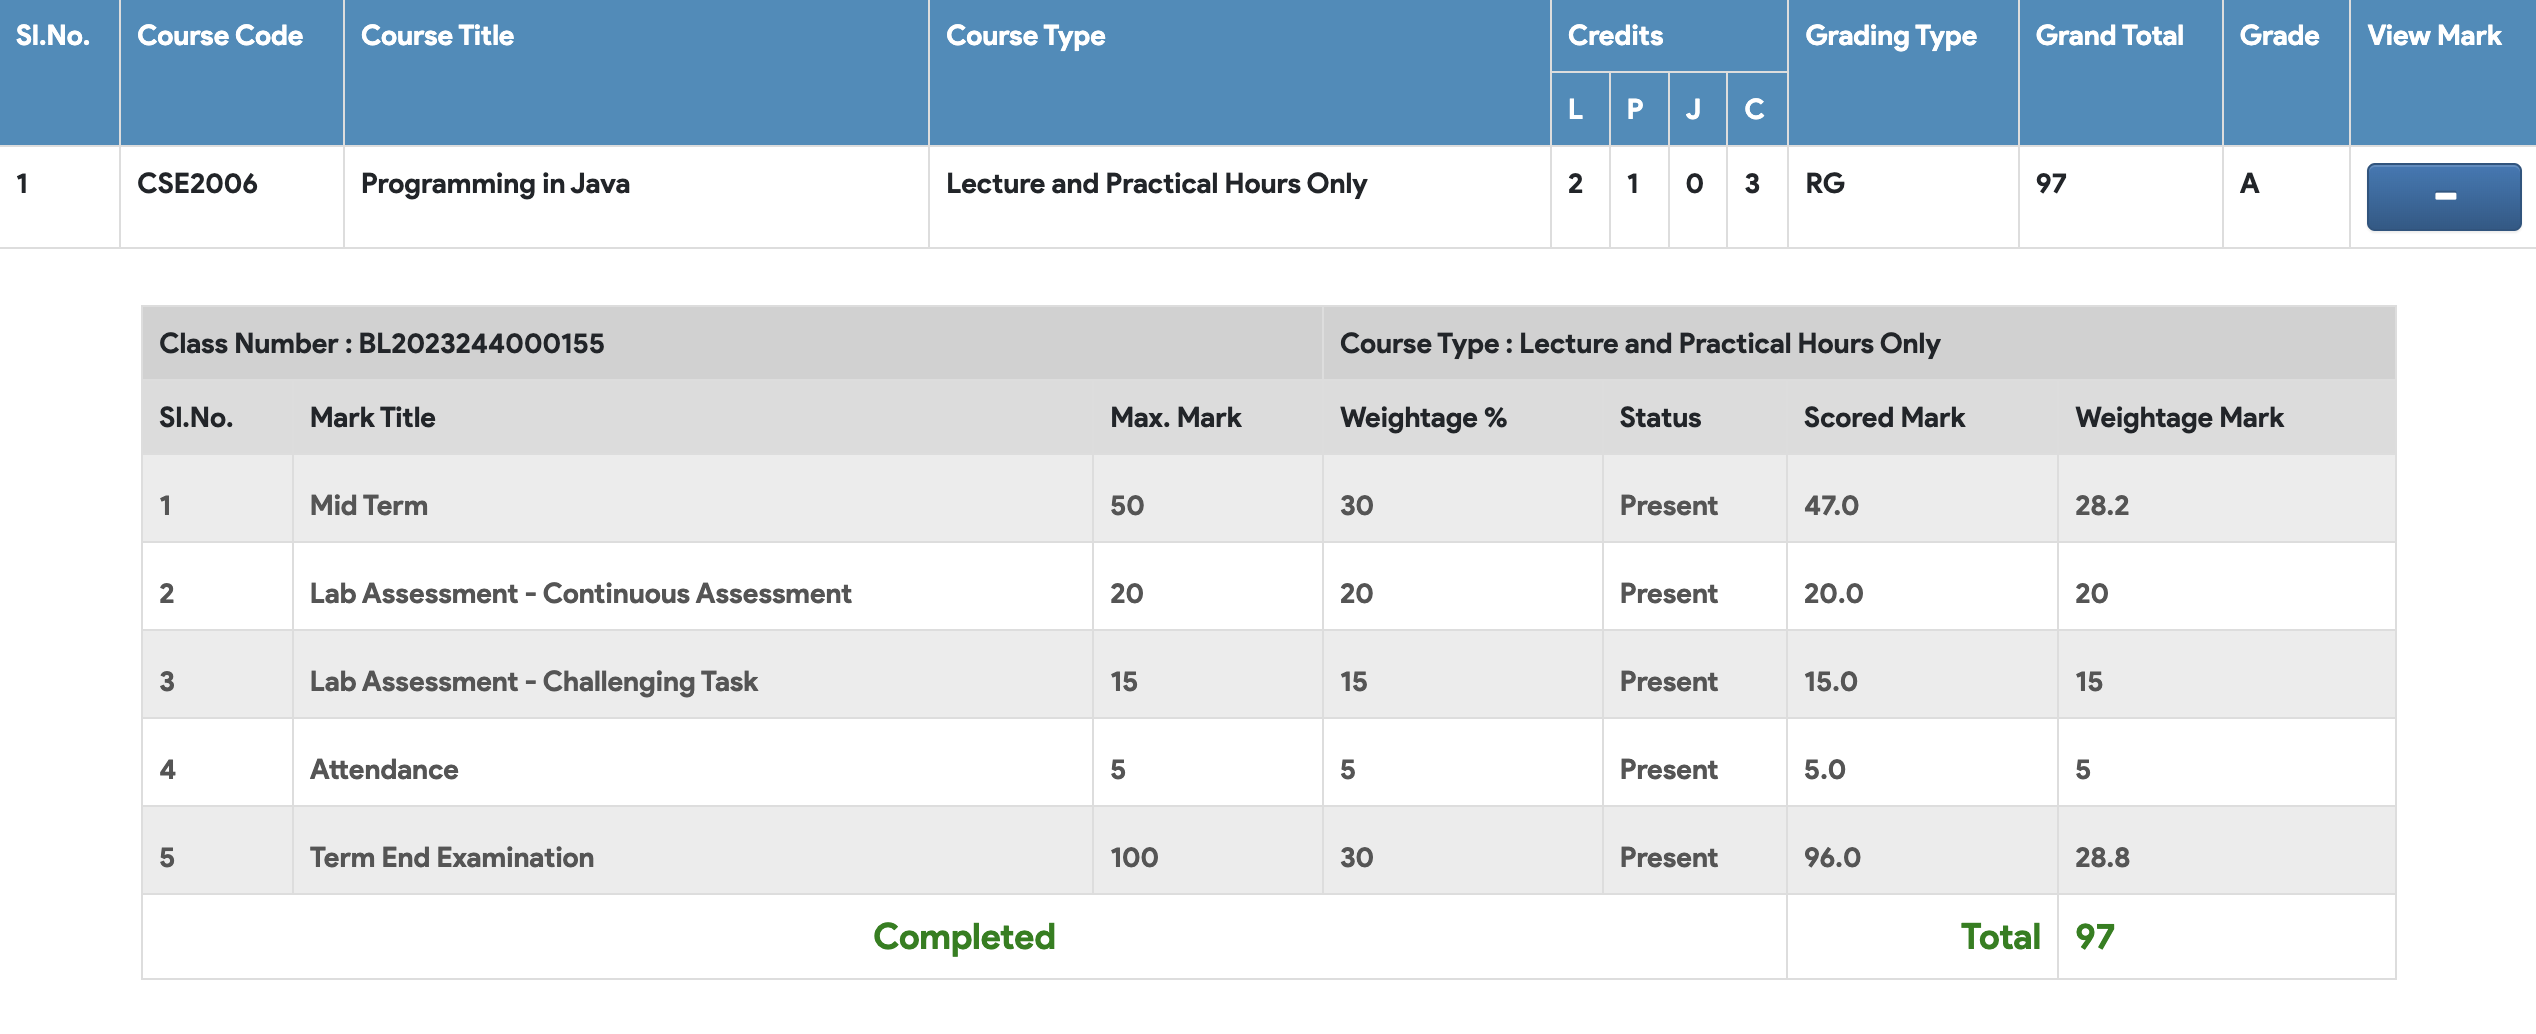 Sl.No. Course Code Course Title Course Type Credits Grading Type Grand Total Grade View Mark
L P J C
1 CSE2006 Programming in Java Lecture and Practical Hours Only 2 1 0 3 RG 97 A -
Class Number : BL2023244000155 Course Type : Lecture and Practical Hours Only
Sl.No. Mark Title Max. Mark Weightage % Status Scored Mark Weightage Mark
1 Mid Term 50 30 Present 47.0 28.2
2 Lab Assessment - Continuous Assessment 20 20 Present 20.0 20
3 Lab Assessment - Challenging Task 15 15 Present 15.0 15
4 Attendance 5 5 Present 5.0 5
5 Term End Examination 100 30 Present 96.0 28.8
Completed Total 97